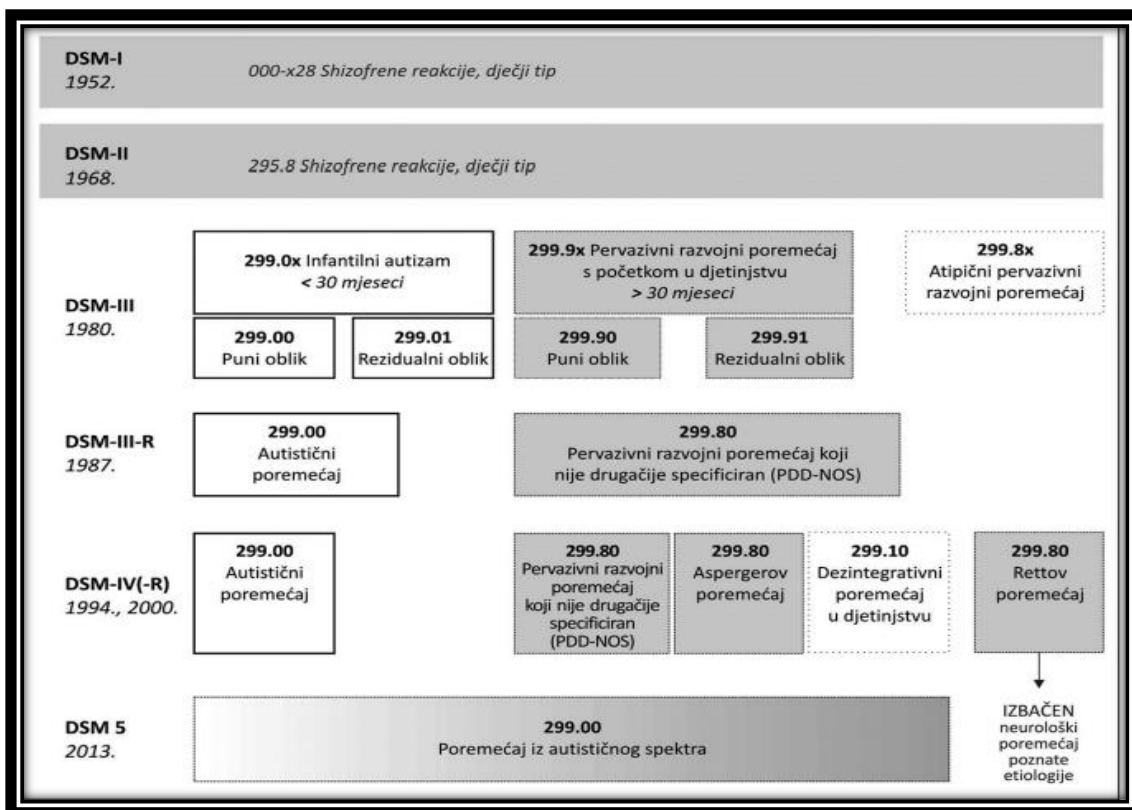 DSM-I
1952.
000-x28 Shizofrene reakcije, dječji tip
DSM-II
1968.
295.8 Shizofrene reakcije, dječji tip
DSM-III
1980.
299.0x Infantilni autizam
< 30 mjeseci
299.9x Pervazivni razvojni poremećaj
s početkom u djetinjstvu
> 30 mjeseci
299.8x
Atipični pervazivni
razvojni poremećaj
299.00
Puni oblik
299.01
Rezidualni oblik
299.90
Puni oblik
299.91
Rezidualni oblik
DSM-III-R
1987.
299.00
Autistični
poremećaj
299.80
Pervazivni razvojni poremećaj koji
nije drugačije specificiran (PDD-NOS)
DSM-IV(-R)
1994., 2000.
299.00
Autistični
poremećaj
299.80
Pervazivni razvojni
poremećaj
koji nije drugačije
specificiran
(PDD-NOS)
299.80
Aspergerov
poremećaj
299.10
Dezintegrativni
poremećaj
u djetinjstvu
299.80
Rettov
poremećaj
DSM 5
2013.
299.00
Poremećaj iz autističnog spektra
IZBAČEN
neurološki
poremećaj
poznate
etiologije